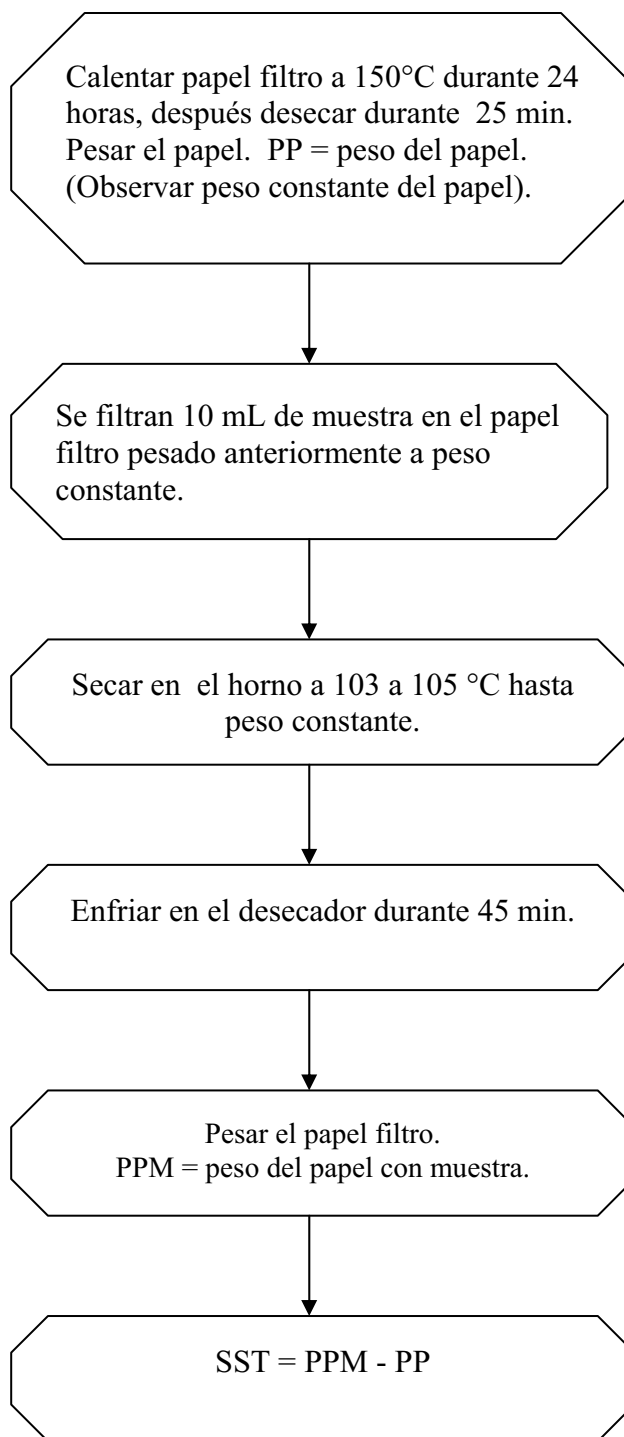 Calentar papel filtro a 150°C durante 24
horas, después desecar durante 25 min.
Pesar el papel. PP = peso del papel.
(Observar peso constante del papel).
Se filtran 10 mL de muestra en el papel
filtro pesado anteriormente a peso
constante.
Secar en el horno a 103 a 105 °C hasta
peso constante.
Enfriar en el desecador durante 45 min.
Pesar el papel filtro.
PPM = peso del papel con muestra.
SST = PPM - PP